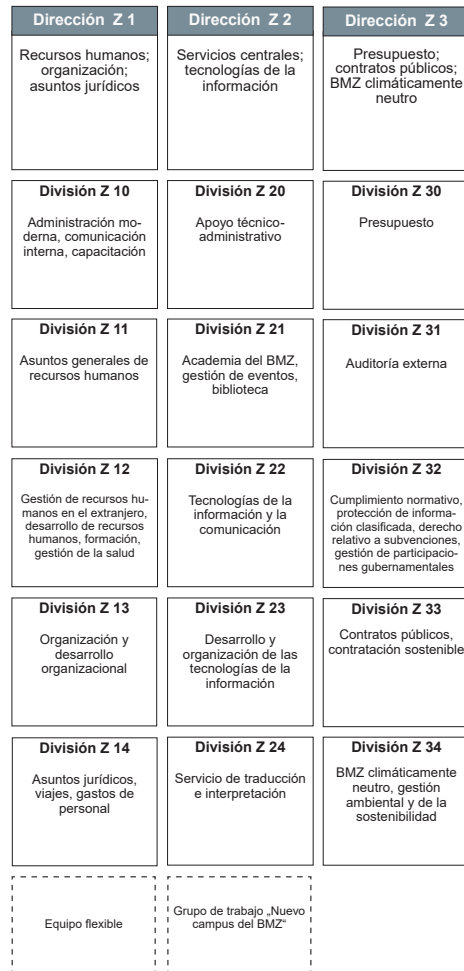 Dirección Z 1
Recursos humanos;
organización;
asuntos jurídicos
División Z 10
Administración mo-
derna, comunicación
interna, capacitación
División Z 11
Asuntos generales de
recursos humanos
División Z 12
Gestión de recursos hu-
manos en el extranjero,
desarrollo de recursos
humanos, formación,
gestión de la salud
División Z 13
Organización y
desarrollo
organizacional
División Z 14
Asuntos jurídicos,
viajes, gastos de
personal
Equipo flexible
Dirección Z 2
Servicios centrales;
tecnologías de la
información
División Z 20
Apoyo técnico-
administrativo
División Z 21
Academia del BMZ,
gestión de eventos,
biblioteca
División Z 22
Tecnologías de la
información y la
comunicación
División Z 23
Desarrollo y
organización de las
tecnologías de la
información
División Z 24
Servicio de traducción
e interpretación
Grupo de trabajo „Nuevo
campus del BMZ“
Dirección Z 3
Presupuesto;
contratos públicos;
BMZ climáticamente
neutro
División Z 30
Presupuesto
División Z 31
Auditoría externa
División Z 32
Cumplimiento normativo,
protección de informa-
ción clasificada, derecho
relativo a subvenciones,
gestión de participacio-
nes gubernamentales
División Z 33
Contratos públicos,
contratación sostenible
División Z 34
BMZ climáticamente
neutro, gestión
ambiental y de la
sostenibilidad